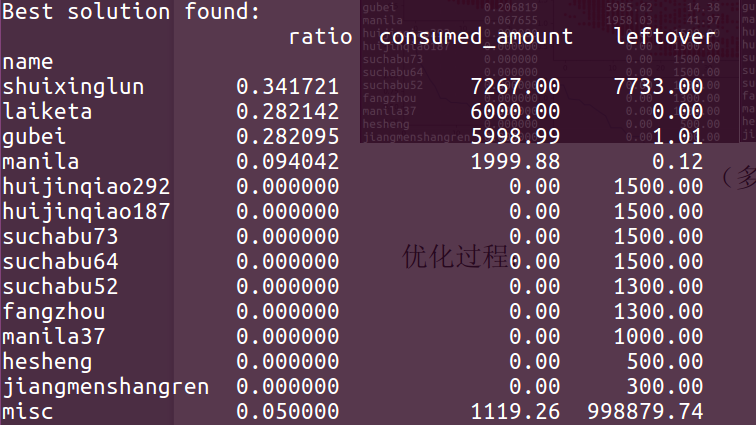 Best solution found:
ratio consumed_amount leftover
name
shuixinglun 0.341721 7267.00 7733.00
laiketa 0.282142 6000.00 0.00
gubei 0.282095 5998.99 1.01
manila 0.094042 1999.88 0.12
huijinqiao292 0.000000 0.00 1500.00
huijinqiao187 0.000000 0.00 1500.00
suchabu73 0.000000 0.00 1500.00
suchabu64 0.000000 0.00 1500.00
suchabu52 0.000000 0.00 1300.00
fangzhou 0.000000 0.00 1300.00
manila37 0.000000 0.00 1000.00
hesheng 0.000000 0.00 500.00
jiangmenshangren 0.000000 0.00 300.00
misc 0.050000 1119.26 998879.74
gubei 0.206819 5985.62 14.38
manila 0.067655 1958.03 41.97
（多
优化过程